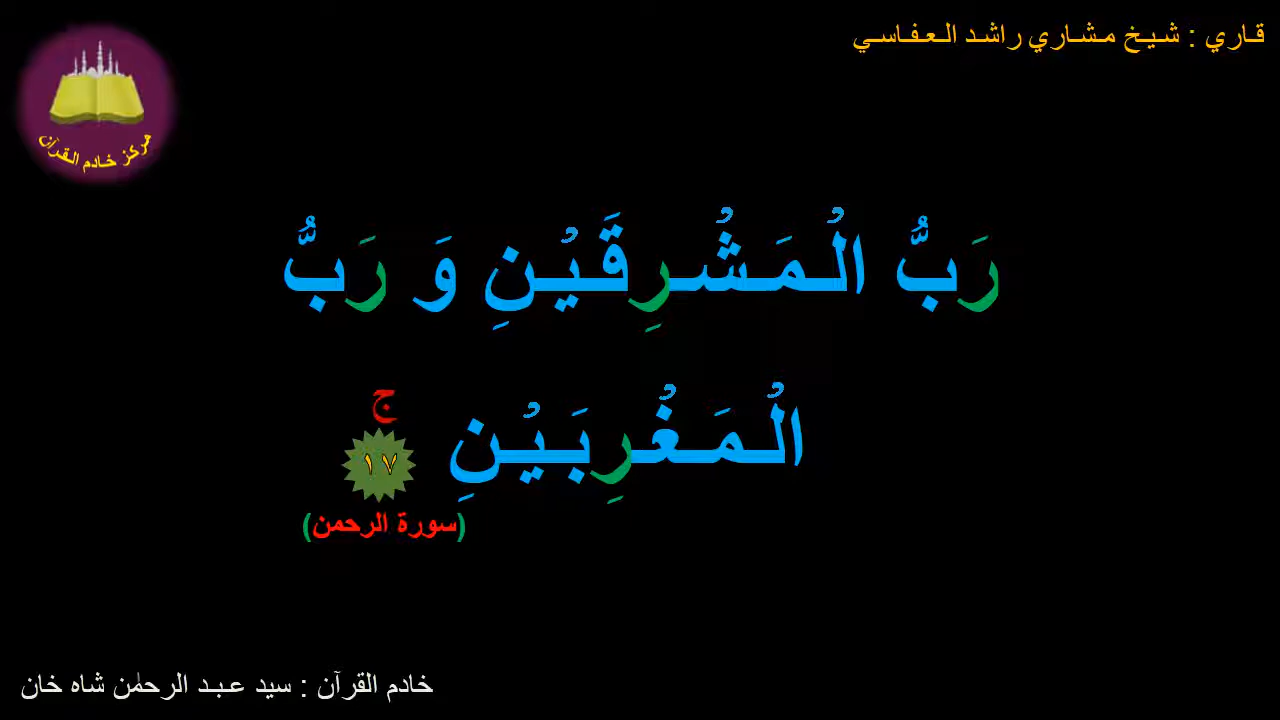 قاري : شيخ مشاري راشد العفاسي
مركز خادم القرآن
رَبُّ الْمَشْرِقَيْنِ وَ رَبُّ
الْمَغْرِبَيْنِ ج ١٧
(سورة الرحمن)
خادم القرآن : سيد عبد الرحمٰن شاه خان